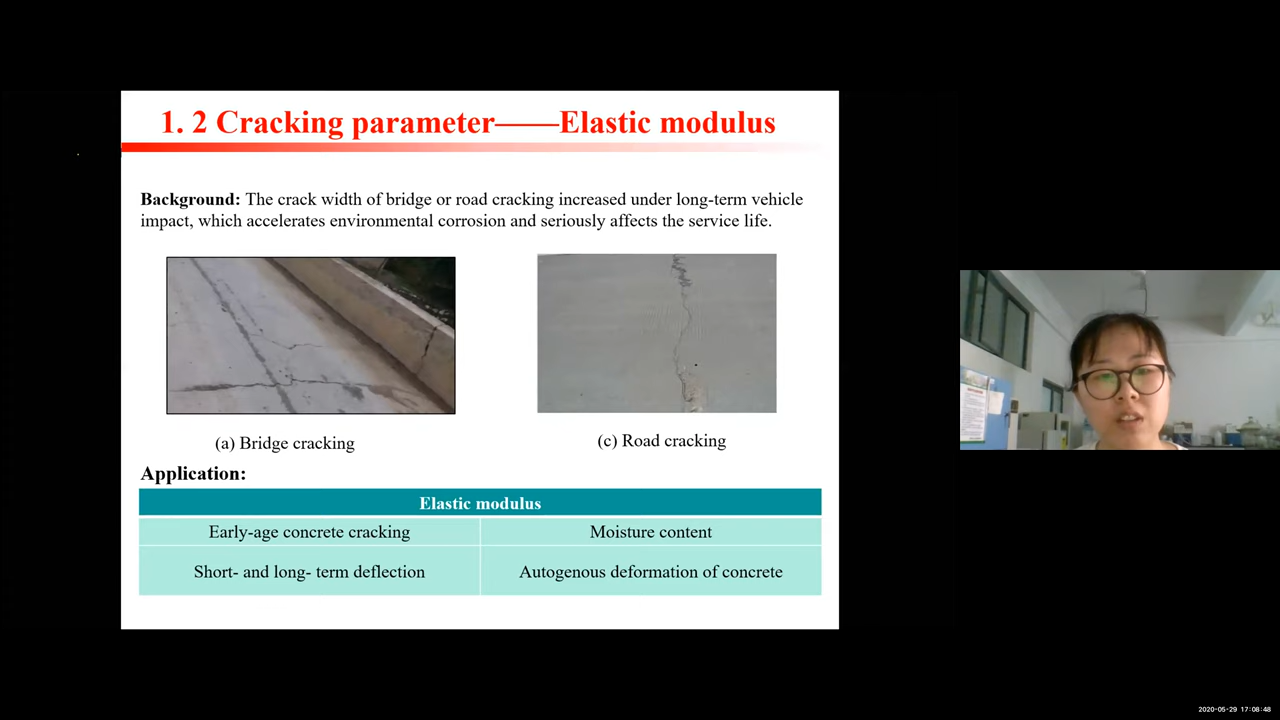 1. 2 Cracking parameter——Elastic modulus
Background: The crack width of bridge or road cracking increased under long-term vehicle
impact, which accelerates environmental corrosion and seriously affects the service life.
(a) Bridge cracking
(c) Road cracking
Application:
Elastic modulus
Early-age concrete cracking
Moisture content
Short- and long- term deflection
Autogenous deformation of concrete
2020-05-29 17:08:48